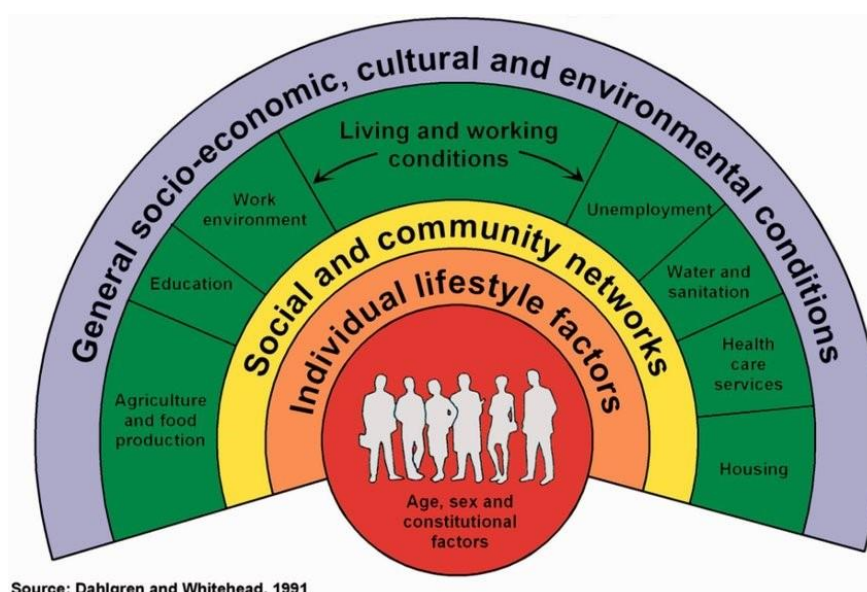 General socio-economic, cultural and environmental conditions
Living and working
conditions
Work
environment
Unemployment
Education
Water and
sanitation
Agriculture
and food
production
Health
care
services
Housing
Social and community networks
Individual lifestyle factors
Age, sex and
constitutional
factors
Source: Dahlgren and Whitehead, 1991